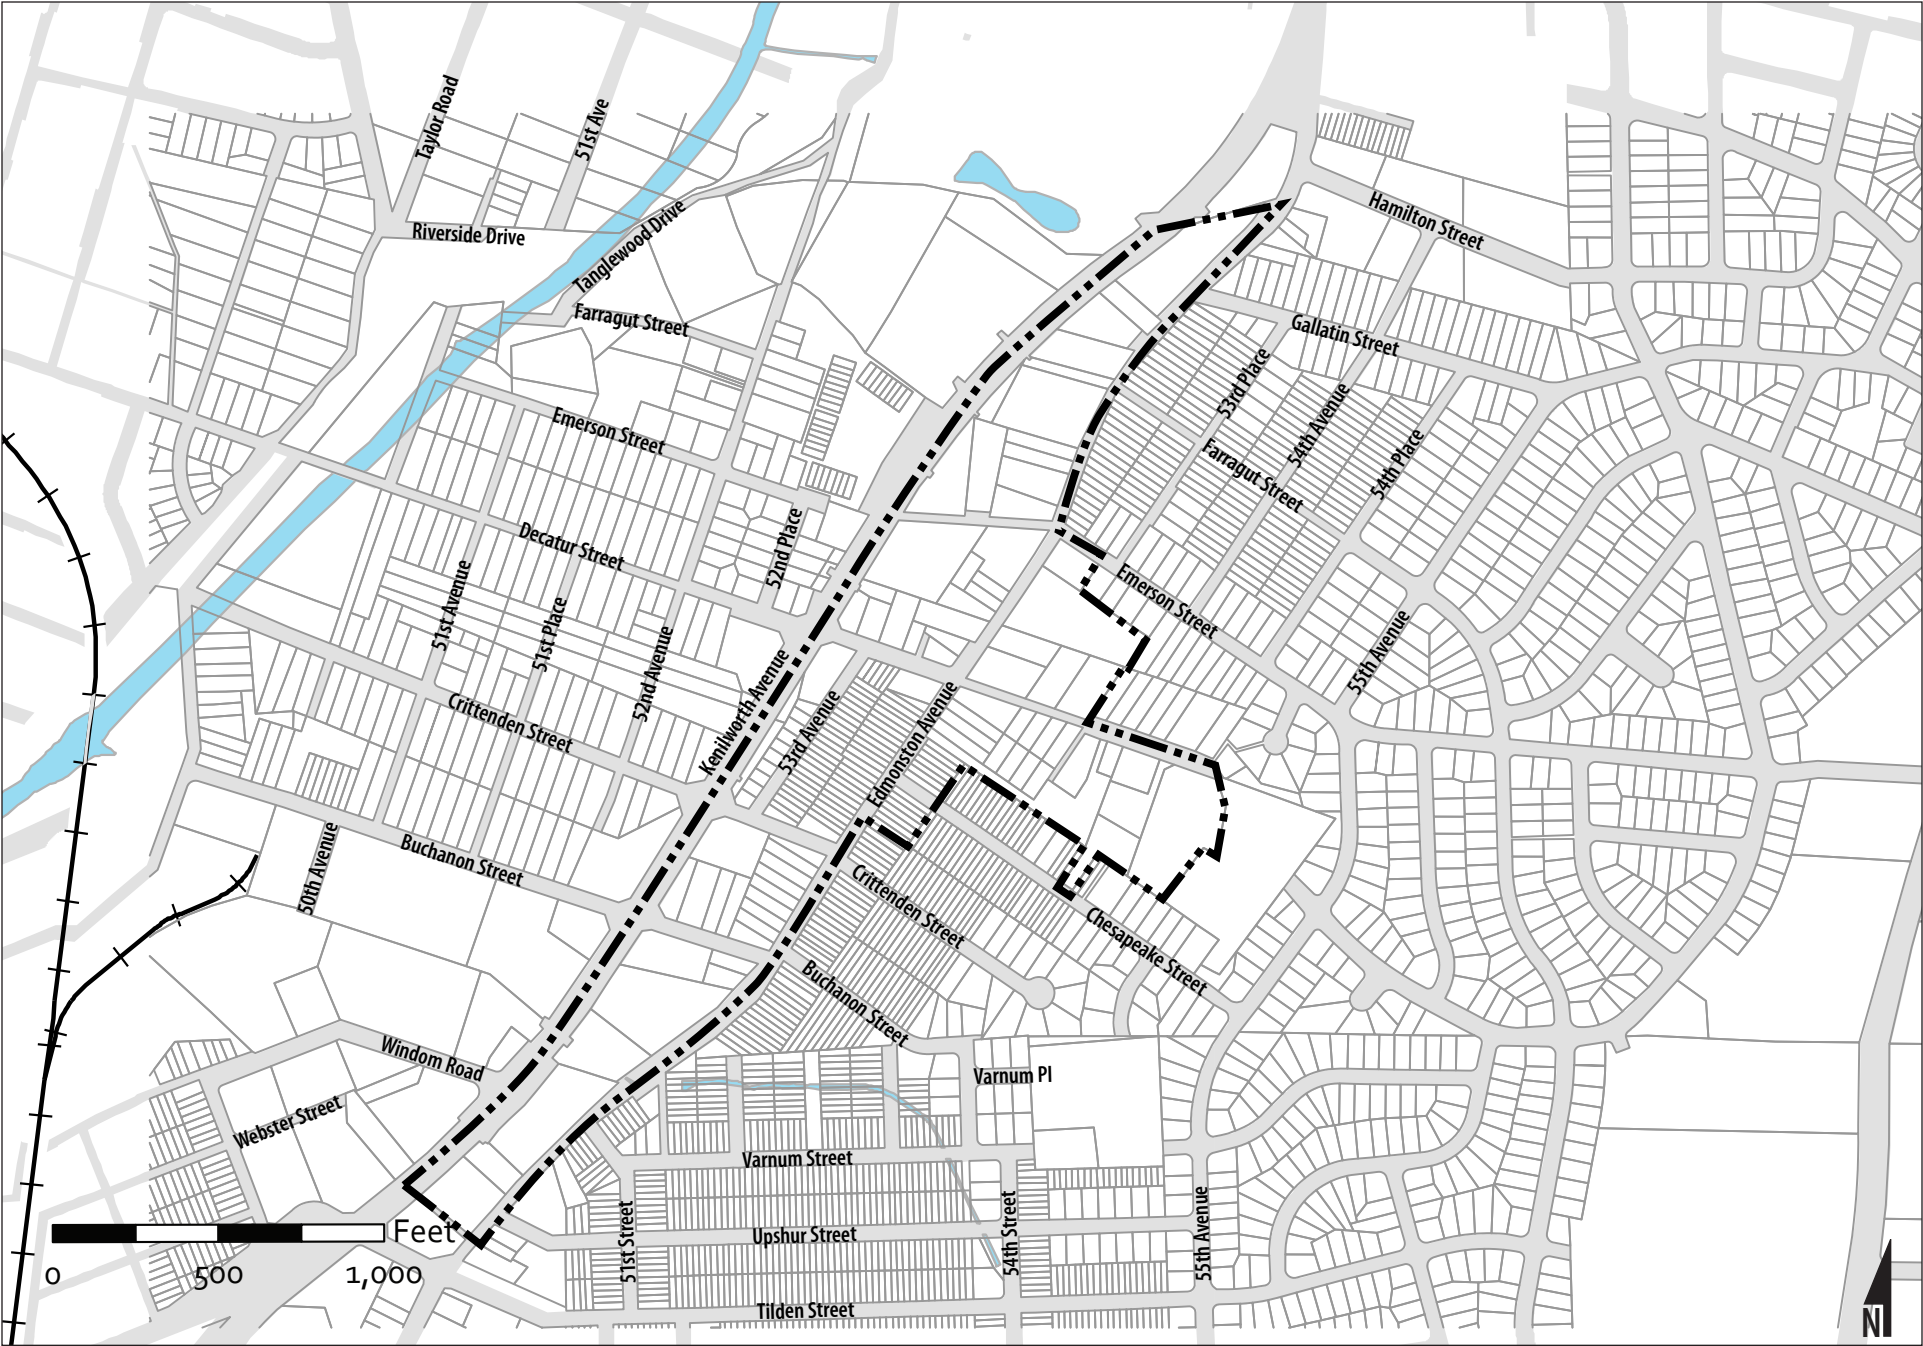 Taylor Road
51st Ave
Riverside Drive
Tanglewood Drive
Hamilton Street
Farragut Street
Gallatin Street
53rd Place
54th Avenue
Emerson Street
54th Place
Farragut Street
Decatur Street
52nd Place
51st Avenue
51st Place
52nd Avenue
Emerson Street
55th Avenue
Kenilworth Avenue
53rd Avenue
Edmonston Avenue
Crittenden Street
Buchanon Street
50th Avenue
Crittenden Street
Chesapeake Street
Buchanon Street
Windom Road
Webster Street
Varnum Pl
Varnum Street
51st Street
Upshur Street
54th Street
55th Avenue
Tilden Street
Feet
0 500 1,000
N